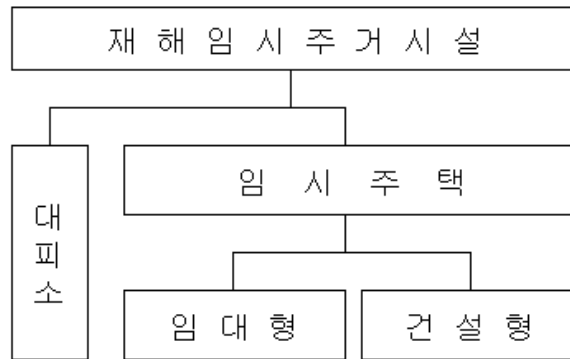 재 해 임 시 주 거 시 설
대
피
소
임 시 주 택
임 대 형
건 설 형